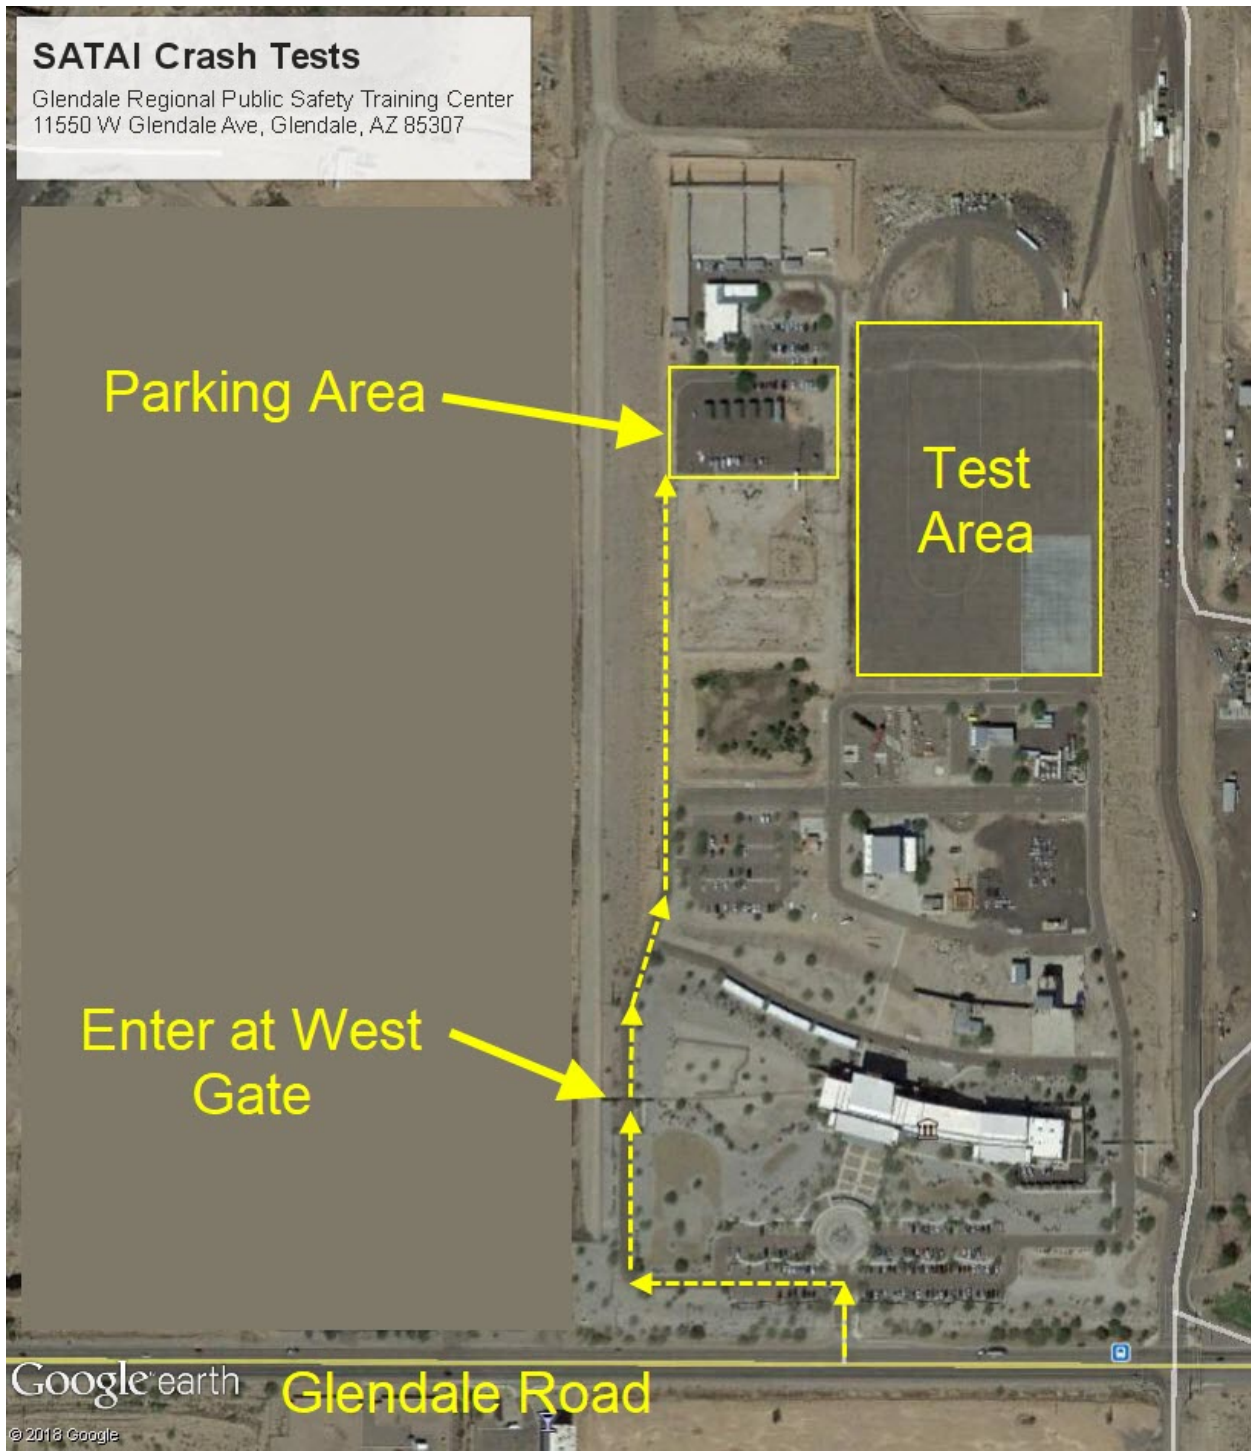 SATAI Crash Tests
Glendale Regional Public Safety Training Center
11550 W Glendale Ave, Glendale, AZ 85307
Parking Area
Test
Area
Enter at West
Gate
Glendale Road
Google earth
© 2018 Google